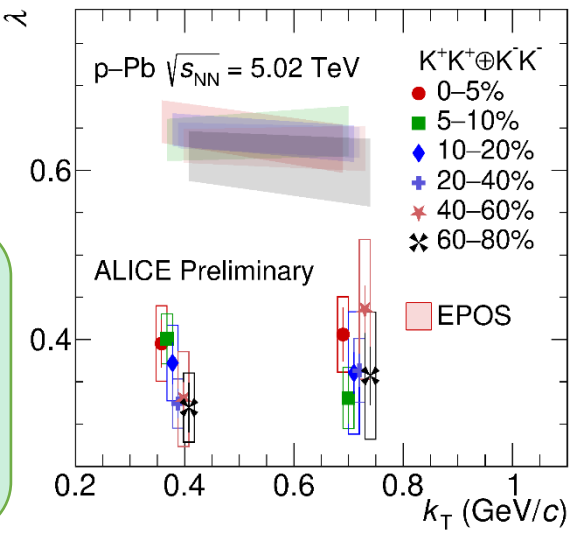 λ
p–Pb √sNN = 5.02 TeV
K⁺K⁺⊕K⁻K⁻
0–5%
5–10%
10–20%
20–40%
40–60%
60–80%
ALICE Preliminary
EPOS
0.6
0.4
0.2 0.4 0.6 0.8 1
kT (GeV/c)